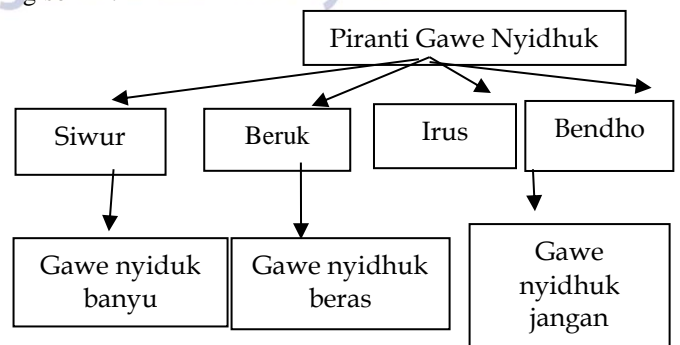 Piranti Gawe Nyidhuk
Siwur
Beruk
Irus
Bendho
Gawe nyiduk
banyu
Gawe nyidhuk
beras
Gawe
nyidhuk
jangan